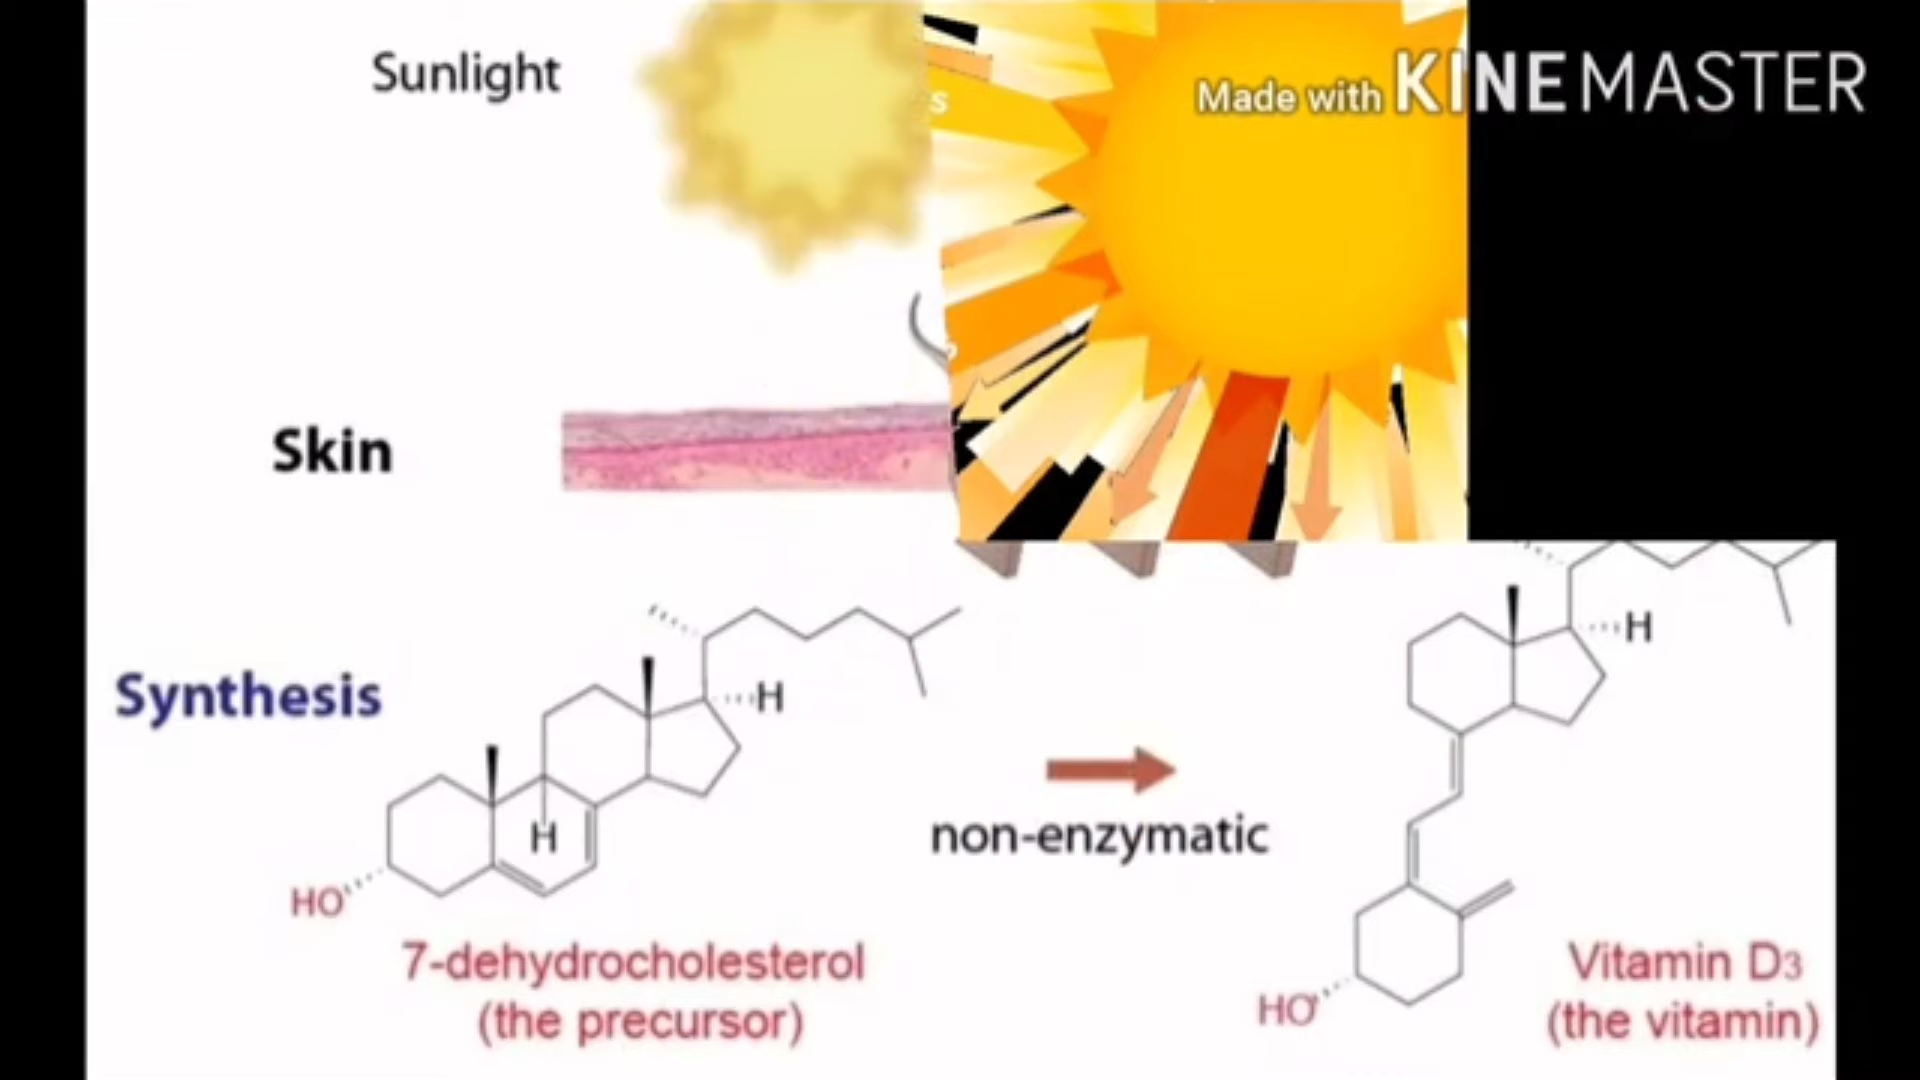 Sunlight
Made with KINEMASTER
s
Skin
H
H
Synthesis
H
HO
non-enzymatic
7-dehydrocholesterol
(the precursor)
HO
Vitamin D3
(the vitamin)